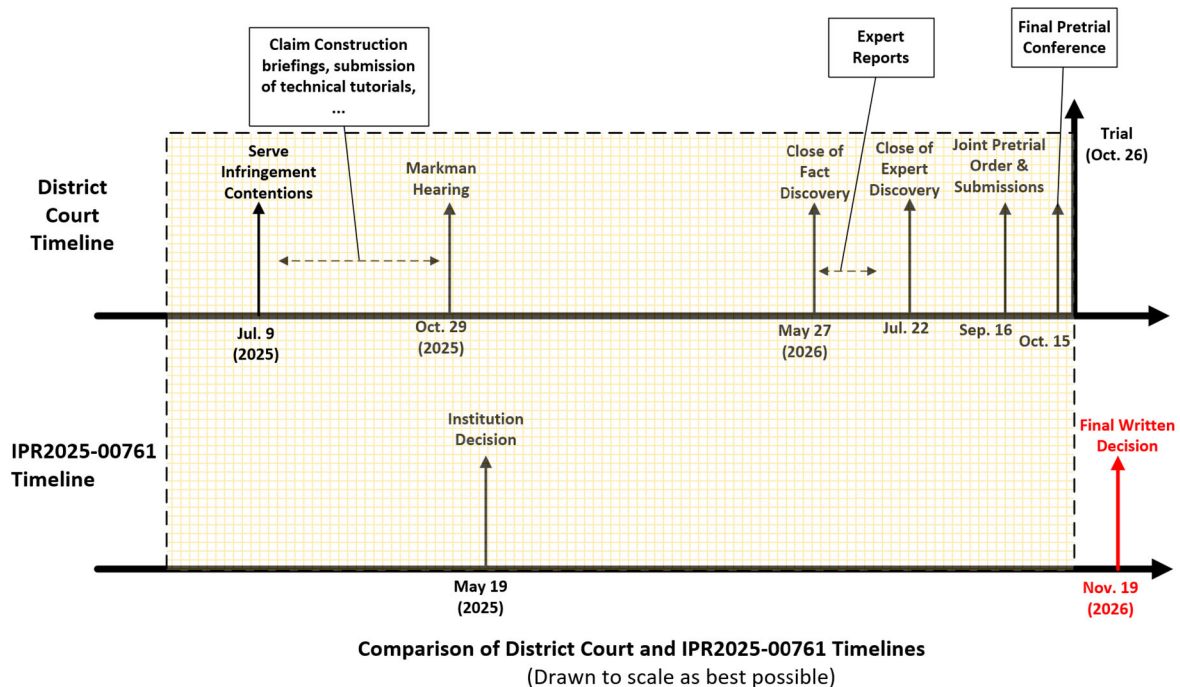 Claim Construction
briefings, submission
of technical tutorials,
...
Expert
Reports
Final Pretrial
Conference
District
Court
Timeline
Serve
Infringement
Contentions
Markman
Hearing
Close of
Fact
Discovery
Close of
Expert
Discovery
Joint Pretrial
Order &
Submissions
Trial
(Oct. 26)
Jul. 9
(2025)
Oct. 29
(2025)
May 27
(2026)
Jul. 22
Sep. 16
Oct. 15
IPR2025-00761
Timeline
Institution
Decision
Final Written
Decision
May 19
(2025)
Nov. 19
(2026)
Comparison of District Court and IPR2025-00761 Timelines
(Drawn to scale as best possible)